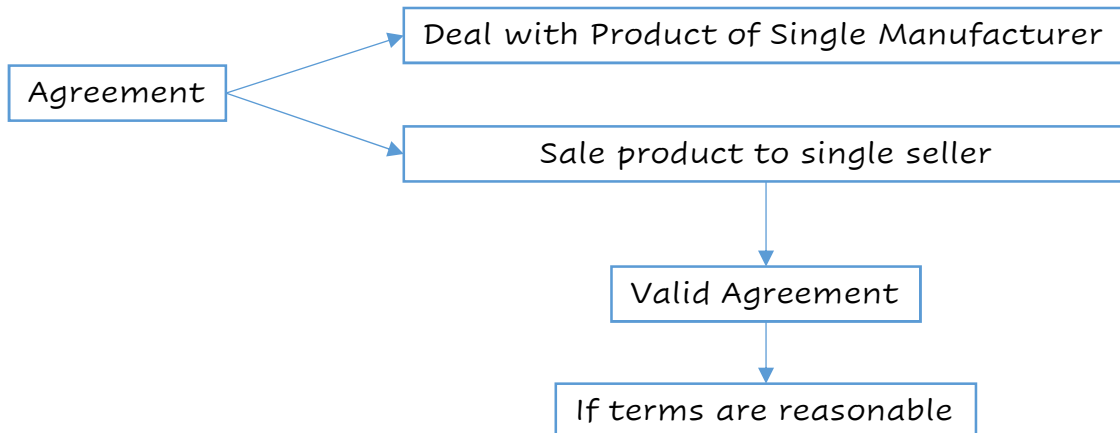 Deal with Product of Single Manufacturer
Agreement
Sale product to single seller
Valid Agreement
If terms are reasonable